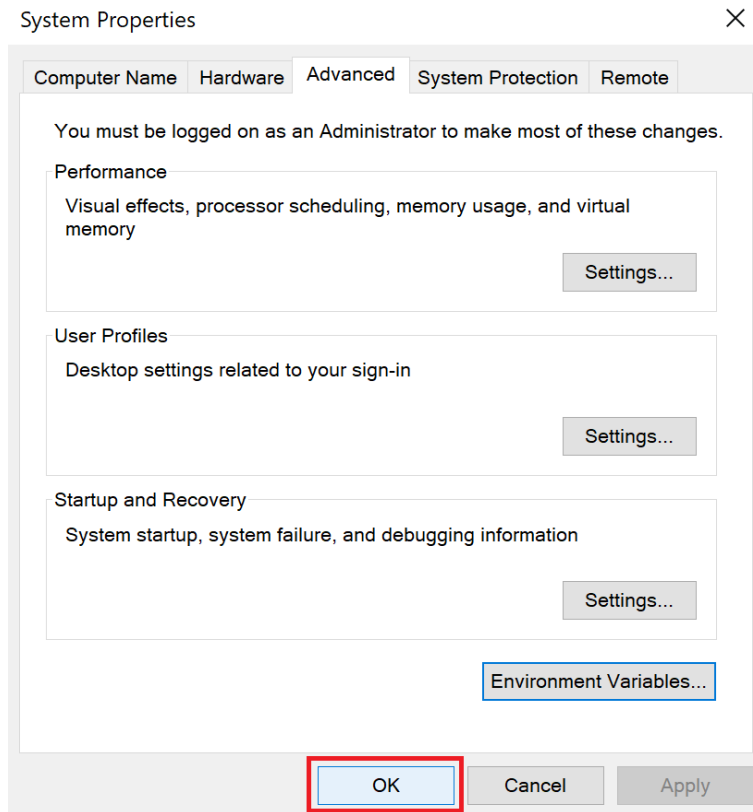 System Properties
Computer Name Hardware Advanced System Protection Remote
You must be logged on as an Administrator to make most of these changes.
Performance
Visual effects, processor scheduling, memory usage, and virtual
memory
Settings...
User Profiles
Desktop settings related to your sign-in
Settings...
Startup and Recovery
System startup, system failure, and debugging information
Settings...
Environment Variables...
OK Cancel Apply